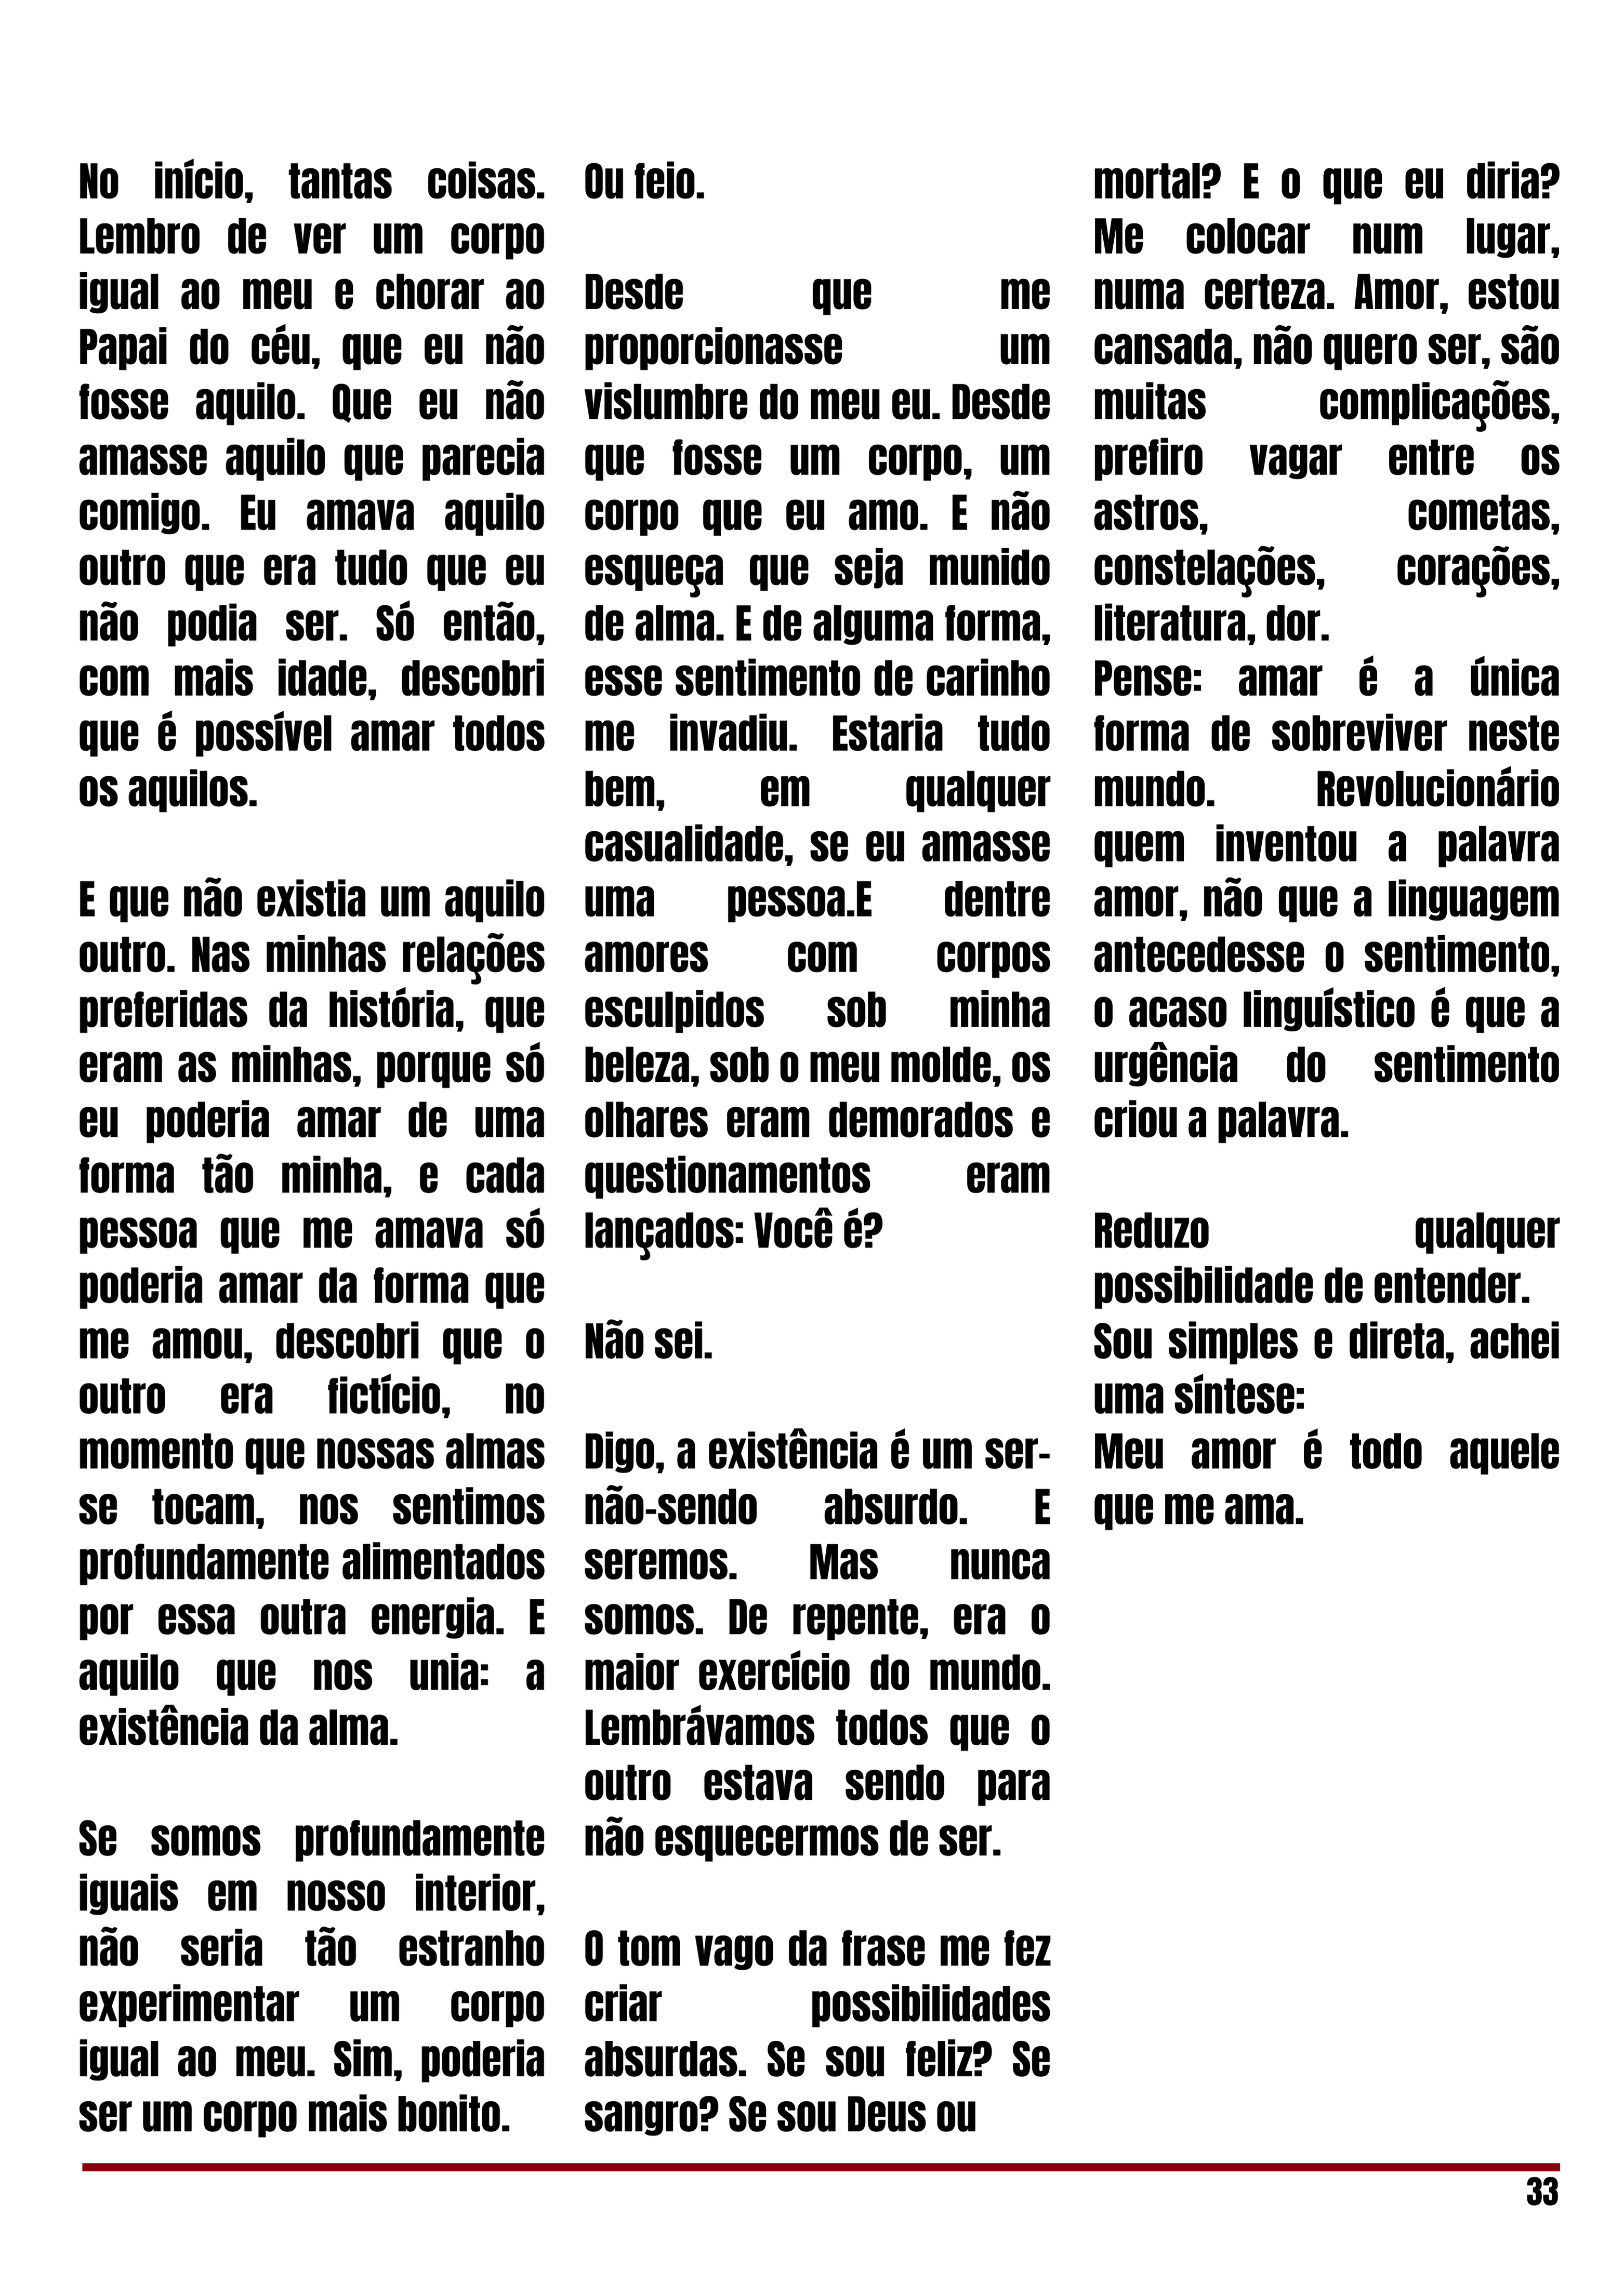 No início, tantas coisas.
Lembro de ver um corpo
igual ao meu e chorar ao
Papai do céu, que eu não
fosse aquilo. Que eu não
amasse aquilo que parecia
comigo. Eu amava aquilo
outro que era tudo que eu
não podia ser. Só então,
com mais idade, descobri
que é possível amar todos
os aquilos.
E que não existia um aquilo
outro. Nas minhas relações
preferidas da história, que
eram as minhas, porque só
eu poderia amar de uma
forma tão minha, e cada
pessoa que me amava só
poderia amar da forma que
me amou, descobri que o
outro era fictício, no
momento que nossas almas
se tocam, nos sentimos
profundamente alimentados
por essa outra energia. E
aquilo que nos unia: a
existência da alma.
Se somos profundamente
iguais em nosso interior,
não seria tão estranho
experimentar um corpo
igual ao meu. Sim, poderia
ser um corpo mais bonito.
Ou feio.
Desde que me
proporcionasse um
vislumbre do meu eu. Desde
que fosse um corpo, um
corpo que eu amo. E não
esqueça que seja munido
de alma. E de alguma forma,
esse sentimento de carinho
me invadiu. Estaria tudo
bem, em qualquer
casualidade, se eu amasse
uma pessoa.E dentre
amores com corpos
esculpidos sob minha
beleza, sob o meu molde, os
olhares eram demorados e
questionamentos eram
lançados: Você é?
Não sei.
Digo, a existência é um ser-
não-sendo absurdo. E
seremos. Mas nunca
somos. De repente, era o
maior exercício do mundo.
Lembrávamos todos que o
outro estava sendo para
não esquecermos de ser.
O tom vago da frase me fez
criar possibilidades
absurdas. Se sou feliz? Se
sangro? Se sou Deus ou
mortal? E o que eu diria?
Me colocar num lugar,
numa certeza. Amor, estou
cansada, não quero ser, são
muitas complicações,
prefiro vagar entre os
astros, cometas,
constelações, corações,
literatura, dor.
Pense: amar é a única
forma de sobreviver neste
mundo. Revolucionário
quem inventou a palavra
amor, não que a linguagem
antecedesse o sentimento,
o acaso linguístico é que a
urgência do sentimento
criou a palavra.
Reduzo qualquer
possibilidade de entender.
Sou simples e direta, achei
uma síntese:
Meu amor é todo aquele
que me ama.
33